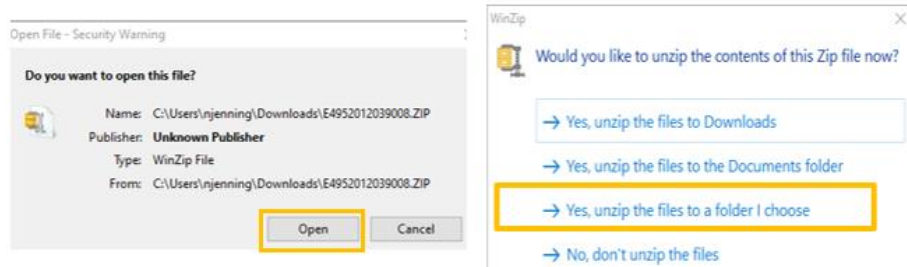 Open File - Security Warning
Do you want to open this file?
Name: C:\Users\njenning\Downloads\E4952012039008.ZIP
Publisher: Unknown Publisher
Type: WinZip File
From: C:\Users\njenning\Downloads\E4952012039008.ZIP
Open Cancel
WinZip
Would you like to unzip the contents of this Zip file now?
→ Yes, unzip the files to Downloads
→ Yes, unzip the files to the Documents folder
→ Yes, unzip the files to a folder I choose
→ No, don't unzip the files